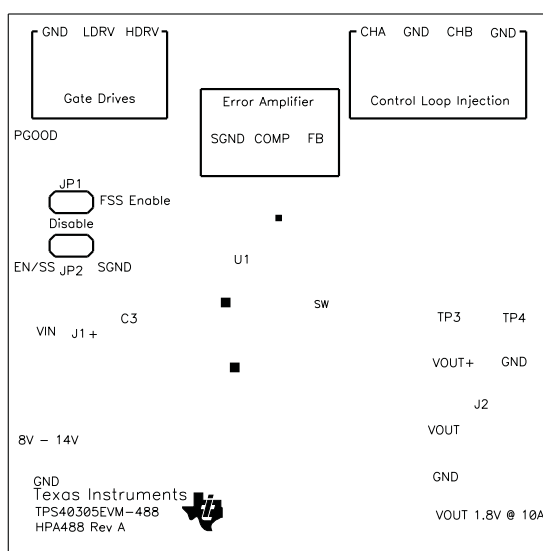 GND LDRV HDRV
Gate Drives
CHA GND CHB GND
Control Loop Injection
Error Amplifier
SGND COMP FB
PGOOD
JP1
FSS Enable
Disable
EN/SS JP2 SGND
U1
C3
SW
VIN J1 +
TP3 TP4
VOUT+ GND
J2
VOUT
8V – 14V
GND
GND
Texas Instruments
TPS40305EVM–488
HPA488 Rev A
VOUT 1.8V @ 10A